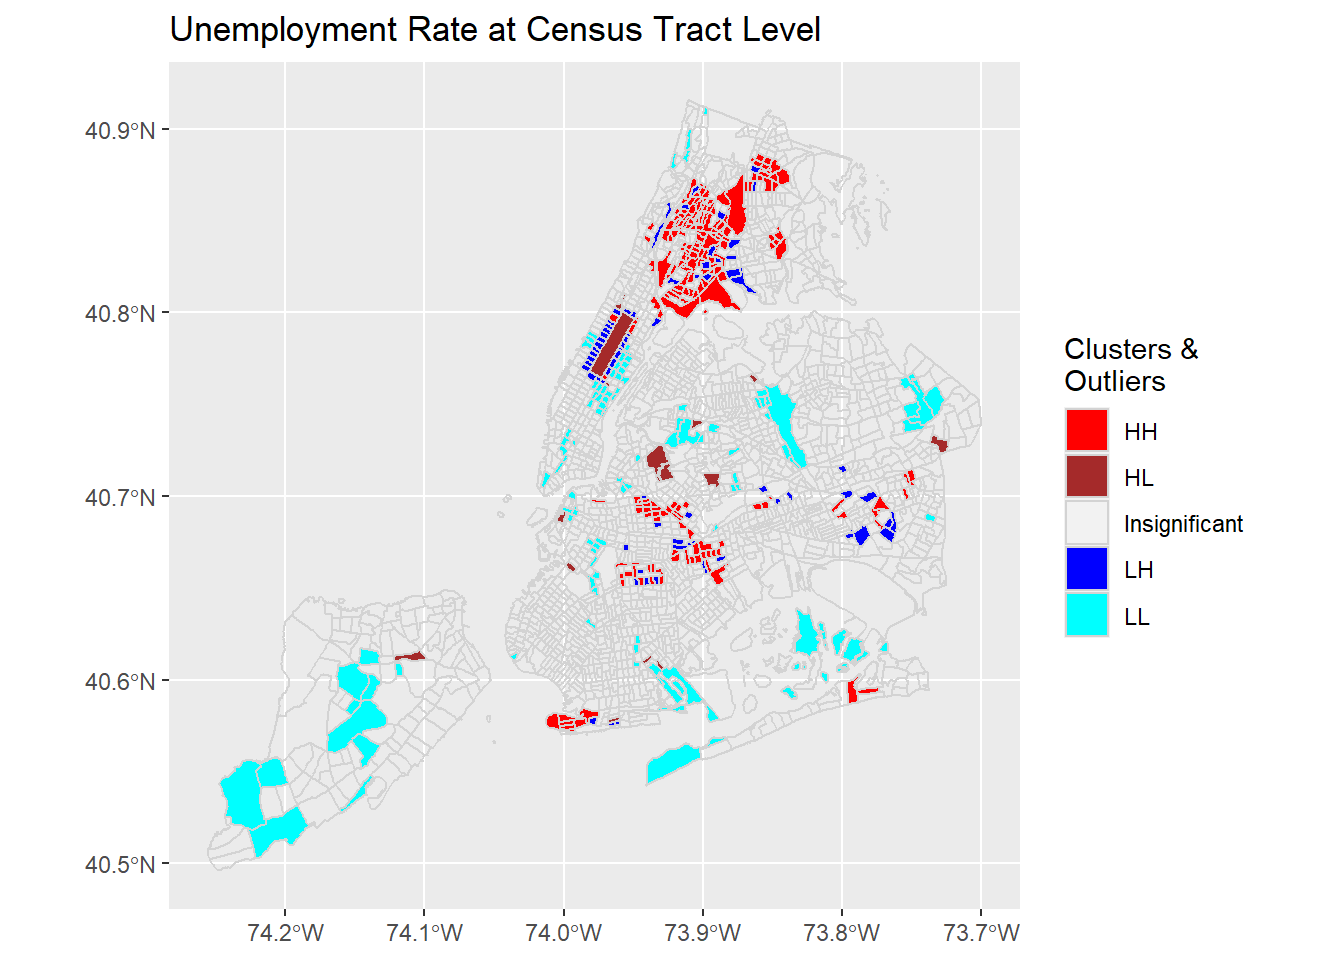 Unemployment Rate at Census Tract Level
40.9°N
40.8°N
40.7°N
40.6°N
40.5°N
74.2°W 74.1°W 74.0°W 73.9°W 73.8°W 73.7°W
Clusters &
Outliers
HH
HL
Insignificant
LH
LL